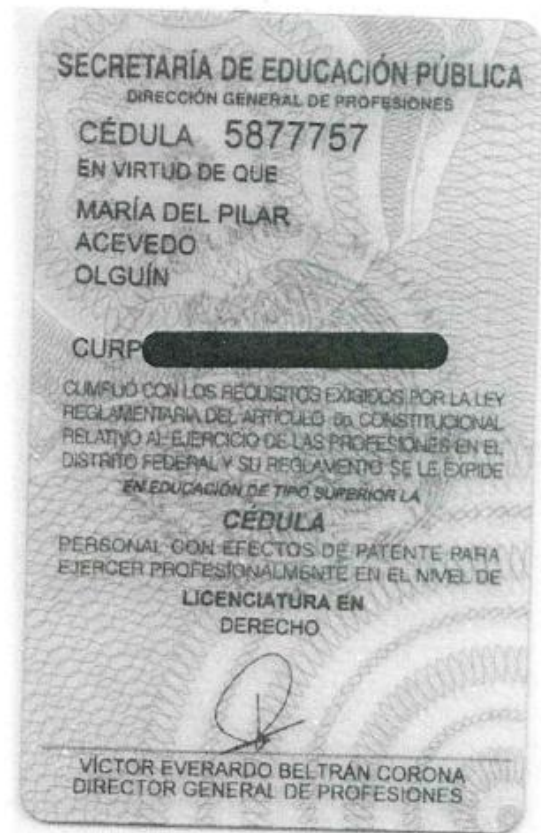 SECRETARÍA DE EDUCACIÓN PÚBLICA
DIRECCIÓN GENERAL DE PROFESIONES
CÉDULA 5877757
EN VIRTUD DE QUE
MARÍA DEL PILAR
ACEVEDO
OLGUÍN
CURP
CUMPLIÓ CON LOS REQUISITOS EXIGIDOS POR LA LEY
REGLAMENTARIA DEL ARTÍCULO 5o. CONSTITUCIONAL
RELATIVO AL EJERCICIO DE LAS PROFESIONES EN EL
DISTRITO FEDERAL Y SU REGLAMENTO SE LE EXPIDE
EN EDUCACIÓN DE TIPO SUPERIOR LA
CÉDULA
PERSONAL CON EFECTOS DE PATENTE PARA
EJERCER PROFESIONALMENTE EN EL NIVEL DE
LICENCIATURA EN
DERECHO
VÍCTOR EVERARDO BELTRÁN CORONA
DIRECTOR GENERAL DE PROFESIONES